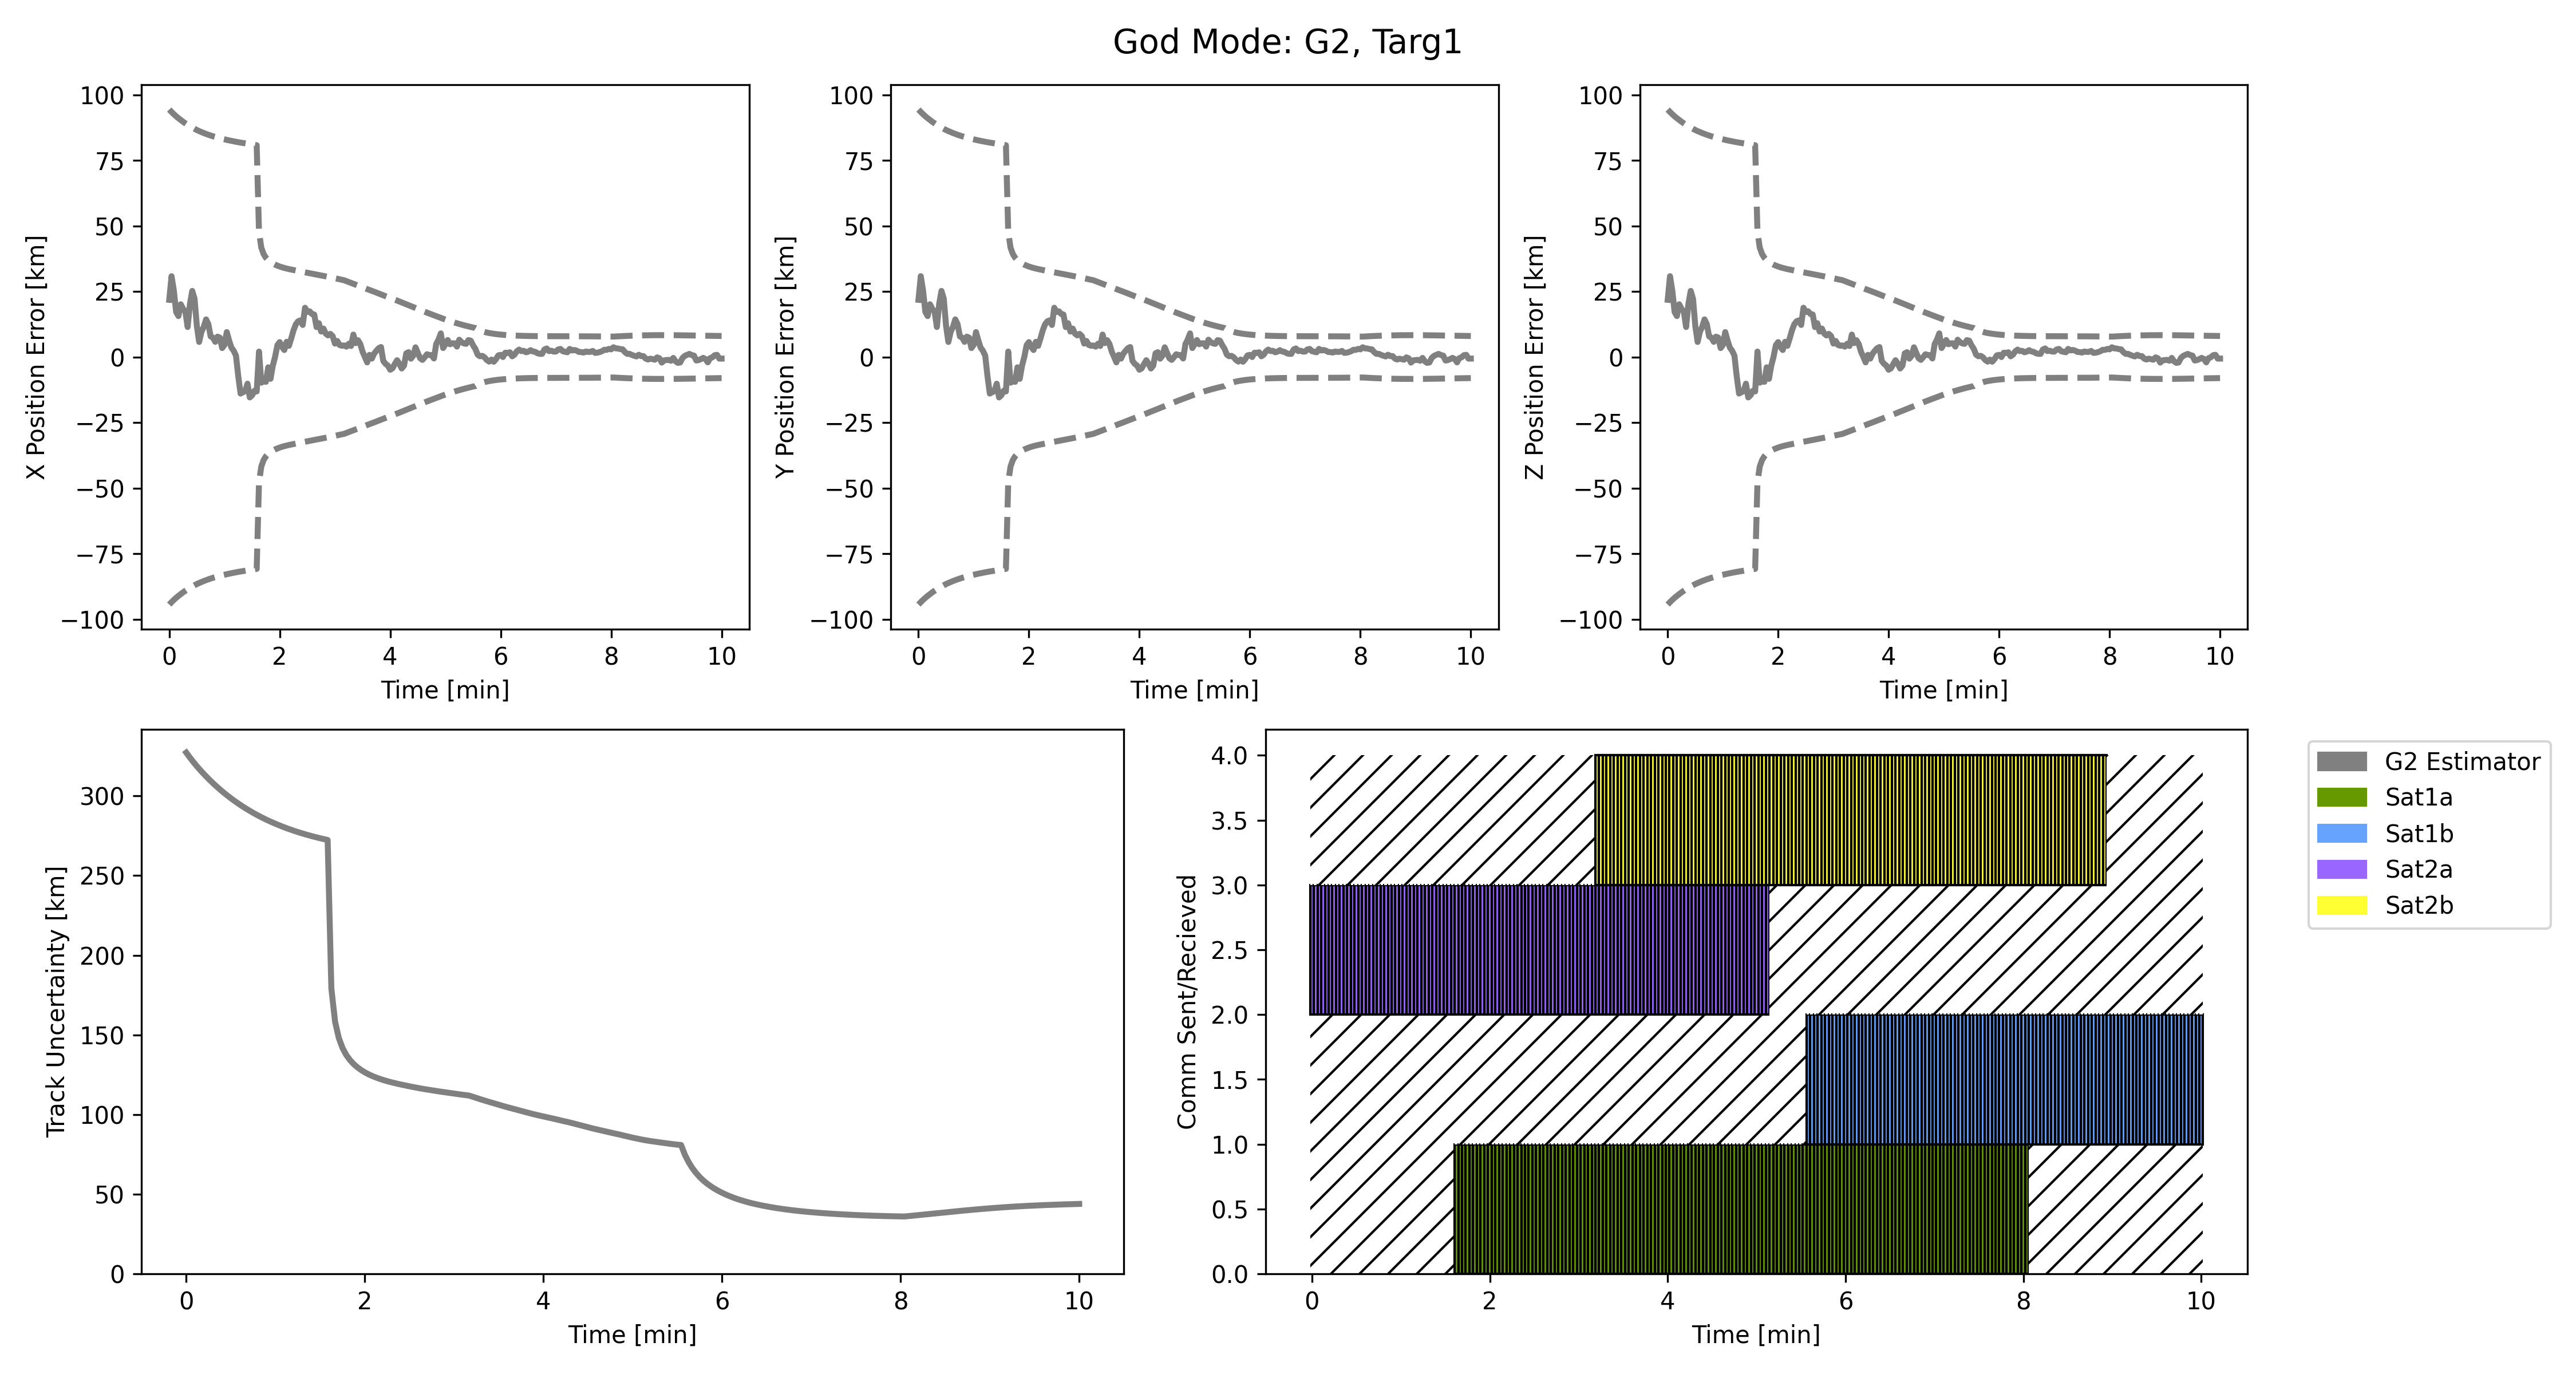 God Mode: G2, Targ1
100
75
50
25
0
−25
−50
−75
−100
X Position Error [km]
0 2 4 6 8 10
Time [min]
100
75
50
25
0
−25
−50
−75
−100
Y Position Error [km]
0 2 4 6 8 10
Time [min]
100
75
50
25
0
−25
−50
−75
−100
Z Position Error [km]
0 2 4 6 8 10
Time [min]
300
250
200
150
100
50
0
Track Uncertainty [km]
0 2 4 6 8 10
Time [min]
4.0
3.5
3.0
2.5
2.0
1.5
1.0
0.5
0.0
Comm Sent/Recieved
0 2 4 6 8 10
Time [min]
G2 Estimator
Sat1a
Sat1b
Sat2a
Sat2b